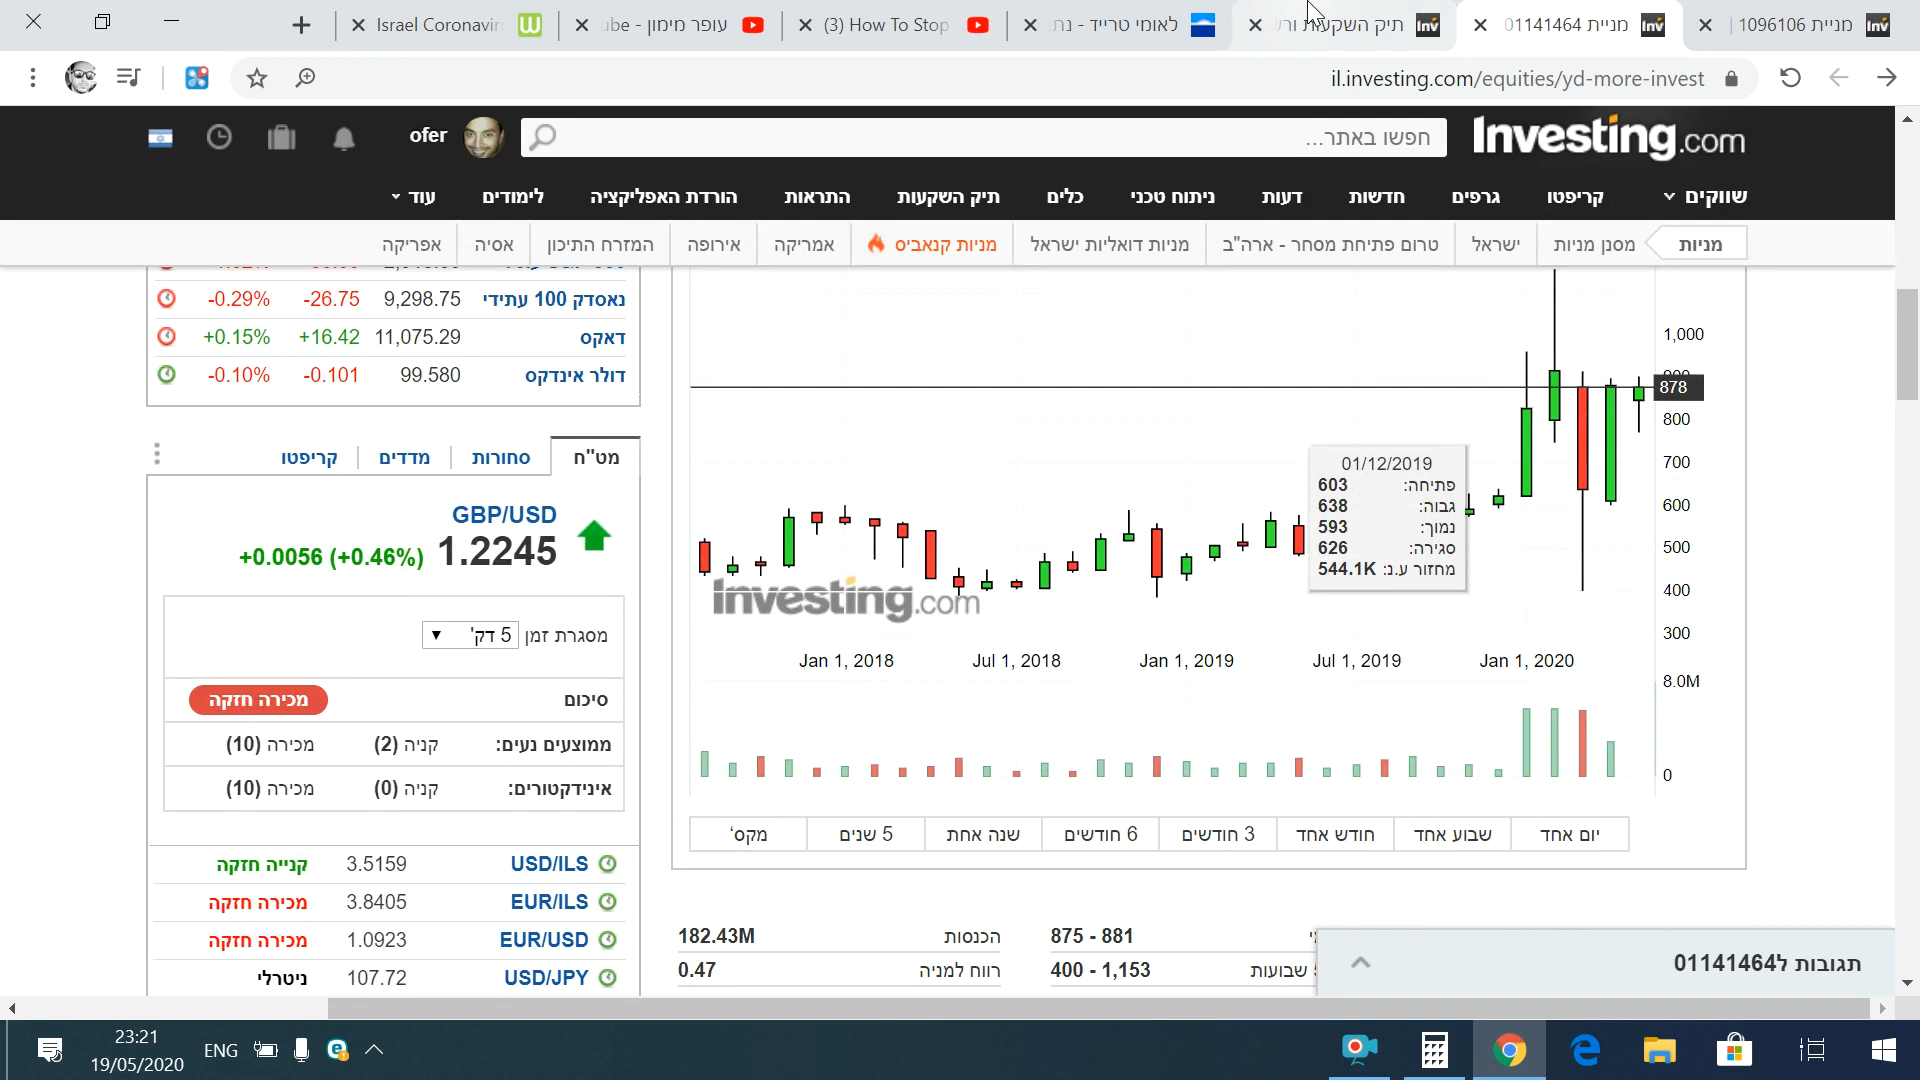 Israel Coronavir
ube - עופר מימון
(3) How To Stop
לאומי טרייד - נת
תיק השקעות ורש
מניית 01141464
מניית 1096106
il.investing.com/equities/yd-more-invest
ofer
חפשו באתר...
Investing.com
שווקים
קריפטו
גרפים
חדשות
דעות
ניתוח טכני
כלים
תיק השקעות
התראות
הורדת האפליקציה
לימודים
עוד
מניות
מסנן מניות
ישראל
טרום פתיחת מסחר - ארה"ב
מניות דואליות ישראל
מניות קנאביס
אמריקה
אירופה
המזרח התיכון
אסיה
אפריקה
נאסדק 100 עתידי 9,298.75 -26.75 -0.29%
דאקס 11,075.29 +16.42 +0.15%
דולר אינדקס 99.580 -0.101 -0.10%
מט"ח
סחורות
מדדים
קריפטו
GBP/USD
1.2245 +0.0056 (+0.46%)
מסגרת זמן 5 דק'
סיכום מכירה חזקה
ממוצעים נעים: קניה (2) מכירה (10)
אינידקטורים: קניה (0) מכירה (10)
USD/ILS 3.5159 קנייה חזקה
EUR/ILS 3.8405 מכירה חזקה
EUR/USD 1.0923 מכירה חזקה
USD/JPY 107.72 ניטרלי
1,000
878
800
700
600
500
400
300
01/12/2019
פתיחה: 603
גבוה: 638
נמוך: 593
סגירה: 626
מחזור ע.נ: 544.1K
Investing.com
Jan 1, 2018
Jul 1, 2018
Jan 1, 2019
Jul 1, 2019
Jan 1, 2020
8.0M
0
יום אחד
שבוע אחד
חודש אחד
3 חודשים
6 חודשים
שנה אחת
5 שנים
מקס'
875 - 881
הכנסות 182.43M
שבועות 400 - 1,153
רווח למניה 0.47
תגובות ל01141464
23:21
19/05/2020
ENG
Inv
Inv
Inv